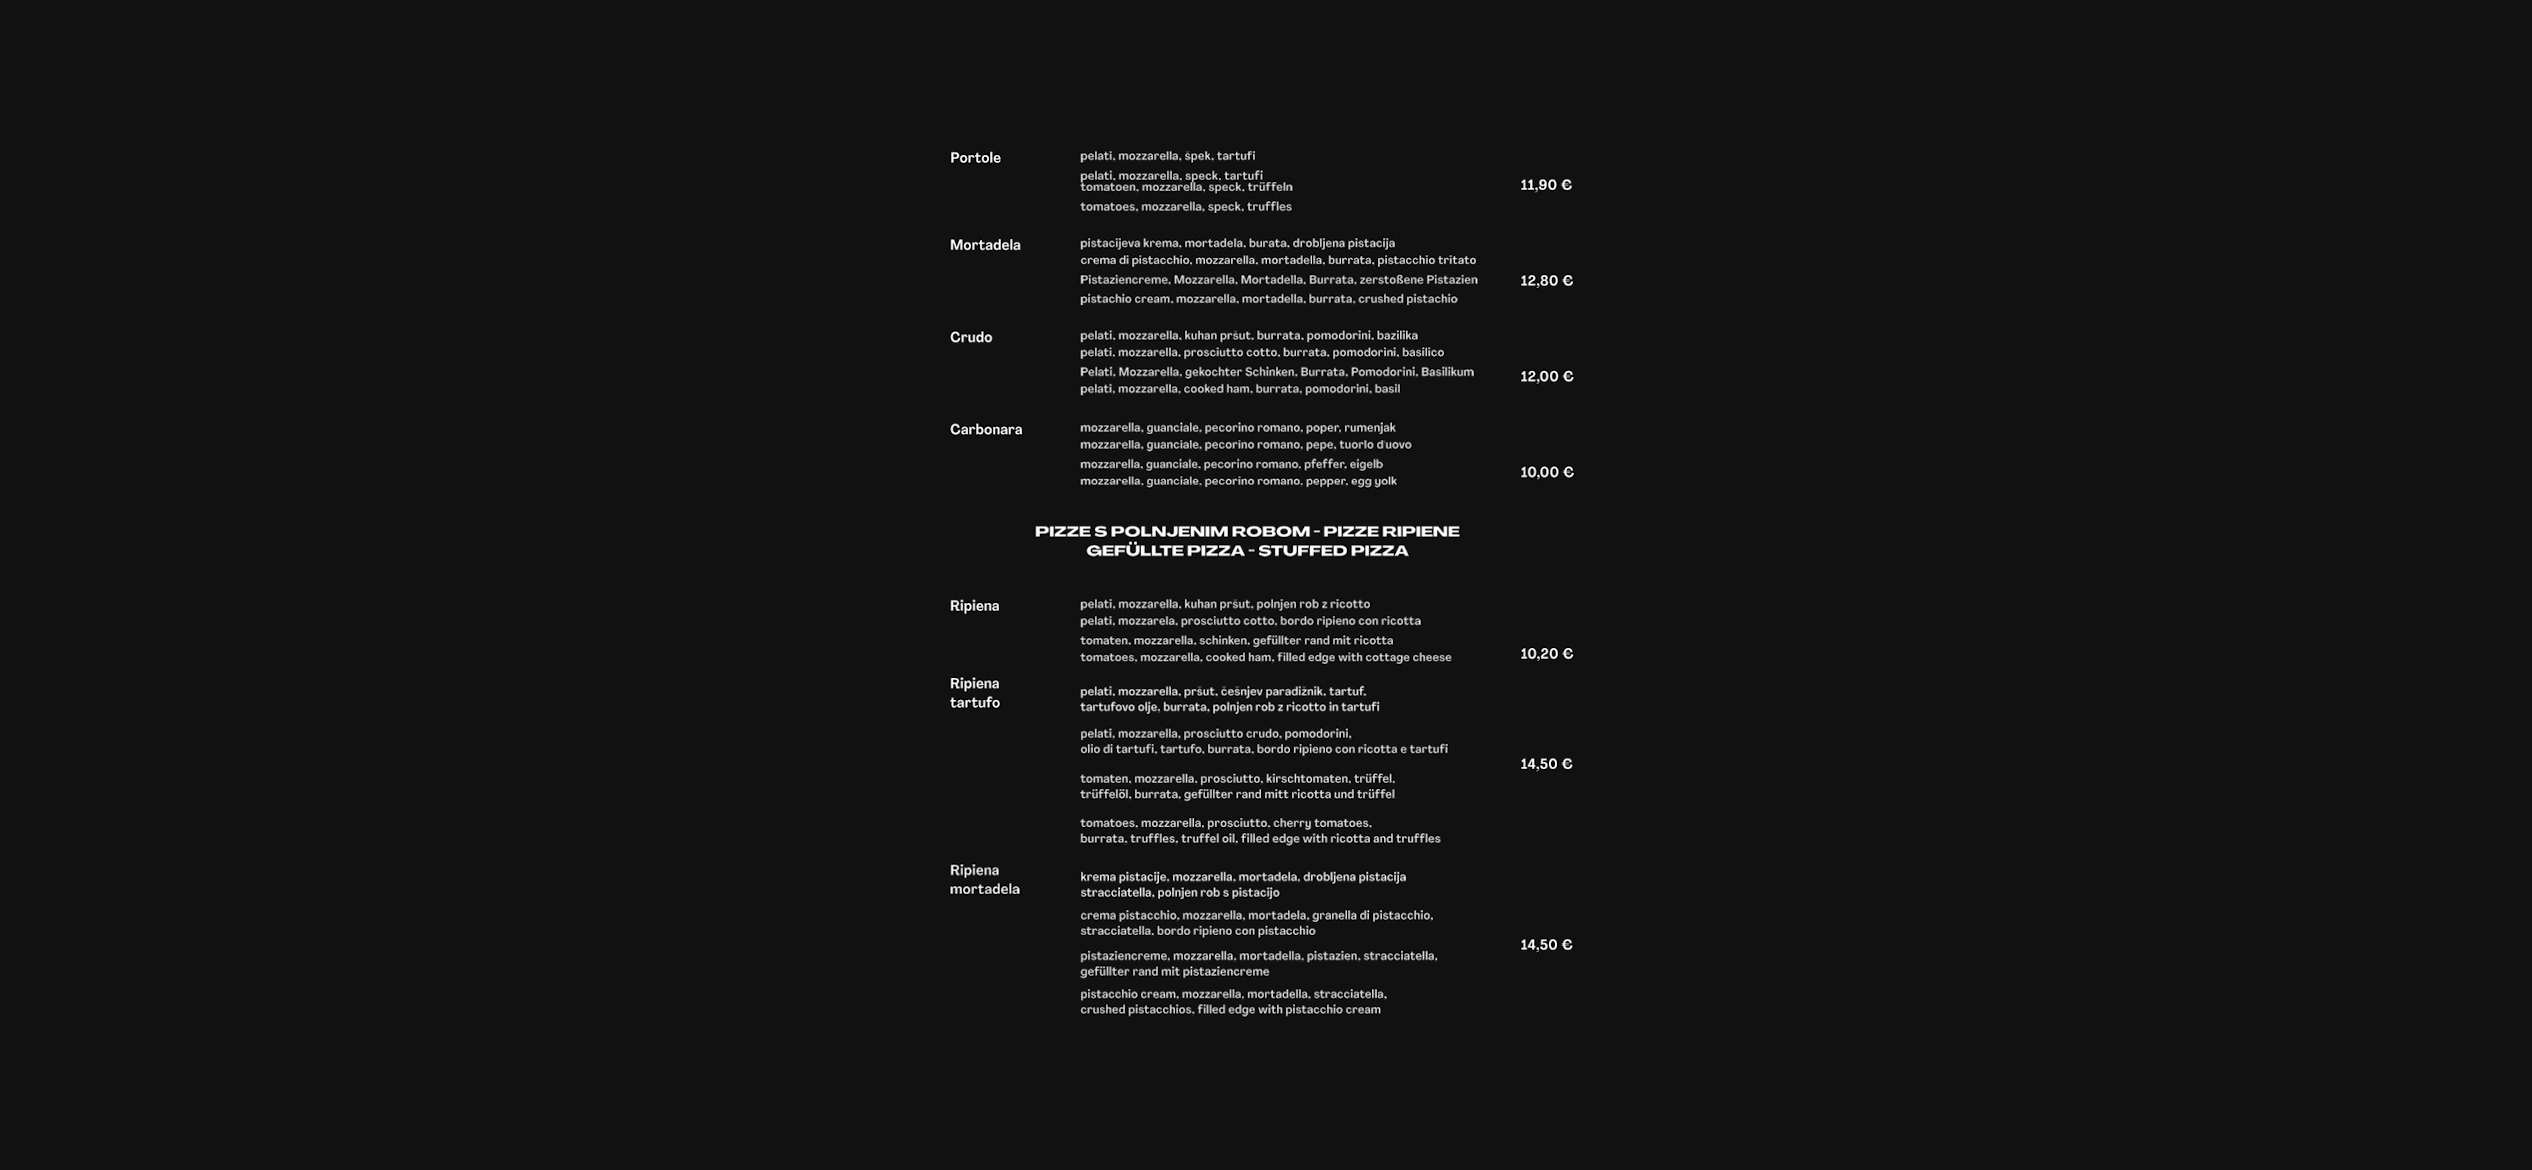 Portole
pelati, mozzarella, špek, tartufi
pelati, mozzarella, speck, tartufi
tomatoen, mozzarella, speck, trüffeln
11,90 €
tomatoes, mozzarella, speck, truffles
Mortadela
pistacijeva krema, mortadela, burata, drobljena pistacija
crema di pistacchio, mozzarella, mortadella, burrata, pistacchio tritato
Pistaziencreme, Mozzarella, Mortadella, Burrata, zerstoßene Pistazien
12,80 €
pistachio cream, mozzarella, mortadella, burrata, crushed pistachio
Crudo
pelati, mozzarella, kuhan pršut, burrata, pomodorini, bazilika
pelati, mozzarella, prosciutto cotto, burrata, pomodorini, basilico
Pelati, Mozzarella, gekochter Schinken, Burrata, Pomodorini, Basilikum
12,00 €
pelati, mozzarella, cooked ham, burrata, pomodorini, basil
Carbonara
mozzarella, guanciale, pecorino romano, poper, rumenjak
mozzarella, guanciale, pecorino romano, pepe, tuorlo d'uovo
mozzarella, guanciale, pecorino romano, pfeffer, eigelb
10,00 €
mozzarella, guanciale, pecorino romano, pepper, egg yolk
PIZZE S POLNJENIM ROBOM - PIZZE RIPIENE
GEFÜLLTE PIZZA - STUFFED PIZZA
Ripiena
pelati, mozzarella, kuhan pršut, polnjen rob z ricotto
pelati, mozzarela, prosciutto cotto, bordo ripieno con ricotta
tomaten, mozzarella, schinken, gefüllter rand mit ricotta
tomatoes, mozzarella, cooked ham, filled edge with cottage cheese
10,20 €
Ripiena
tartufo
pelati, mozzarella, pršut, češnjev paradižnik, tartuf,
tartufovo olje, burrata, polnjen rob z ricotto in tartufi
pelati, mozzarella, prosciutto crudo, pomodorini,
olio di tartufi, tartufo, burrata, bordo ripieno con ricotta e tartufi
14,50 €
tomaten, mozzarella, prosciutto, kirschtomaten, trüffel,
trüffelöl, burrata, gefüllter rand mitt ricotta und trüffel
tomatoes, mozzarella, prosciutto, cherry tomatoes,
burrata, truffles, truffel oil, filled edge with ricotta and truffles
Ripiena
mortadela
krema pistacije, mozzarella, mortadela, drobljena pistacija
stracciatella, polnjen rob s pistacijo
crema pistacchio, mozzarella, mortadela, granella di pistacchio,
stracciatella, bordo ripieno con pistacchio
14,50 €
pistaziencreme, mozzarella, mortadella, pistazien, stracciatella,
gefüllter rand mit pistaziencreme
pistacchio cream, mozzarella, mortadella, stracciatella,
crushed pistacchios, filled edge with pistacchio cream